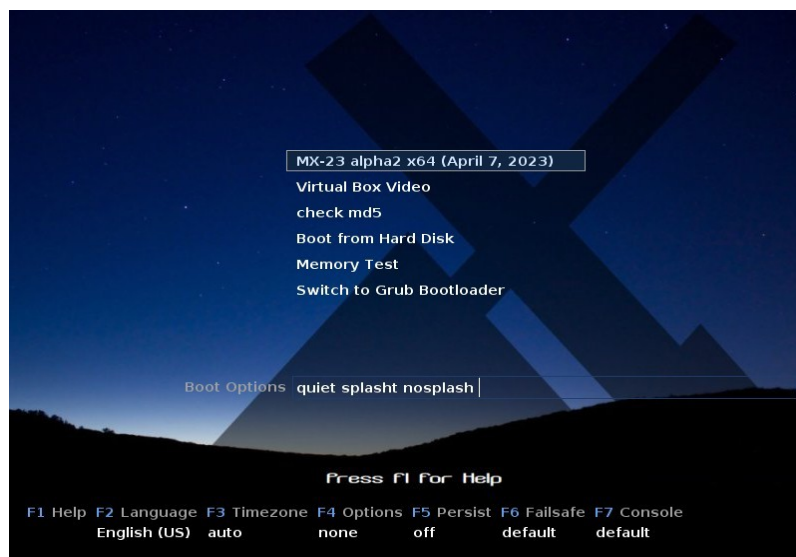 MX-23 alpha2 x64 (April 7, 2023)
Virtual Box Video
check md5
Boot from Hard Disk
Memory Test
Switch to Grub Bootloader
Boot Options quiet splasht nosplash
Press F1 for Help
F1 Help F2 Language F3 Timezone F4 Options F5 Persist F6 Failsafe F7 Console
English (US) auto none off default default